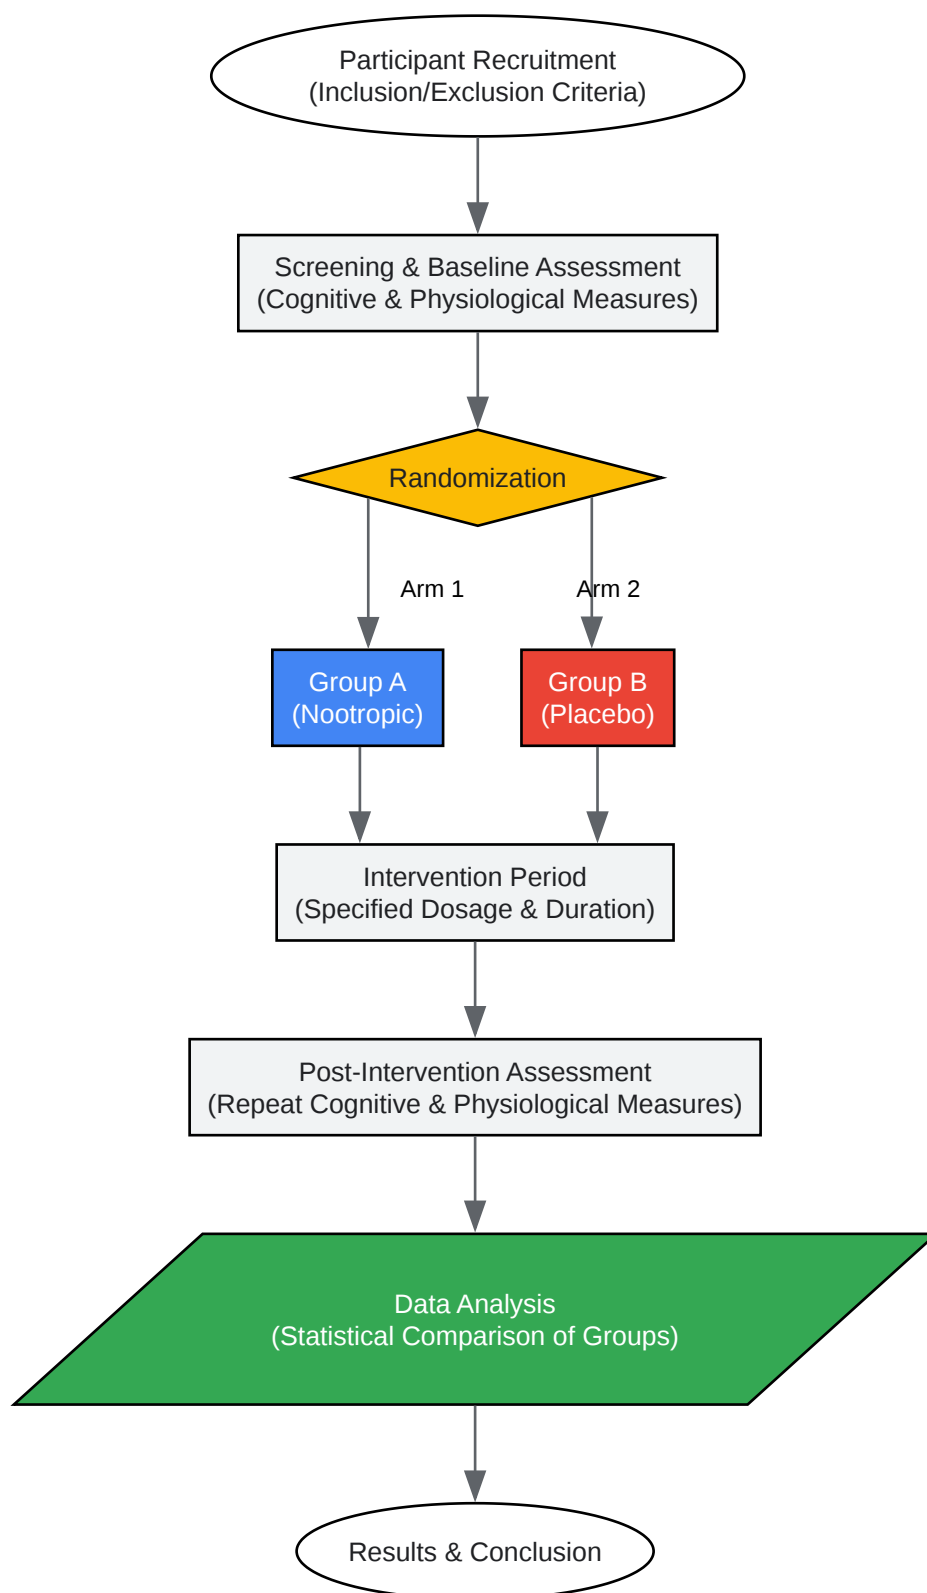 Participant Recruitment
(Inclusion/Exclusion Criteria)
Screening & Baseline Assessment
(Cognitive & Physiological Measures)
Randomization
Arm 1
Arm 2
Group A
(Nootropic)
Group B
(Placebo)
Intervention Period
(Specified Dosage & Duration)
Post-Intervention Assessment
(Repeat Cognitive & Physiological Measures)
Data Analysis
(Statistical Comparison of Groups)
Results & Conclusion